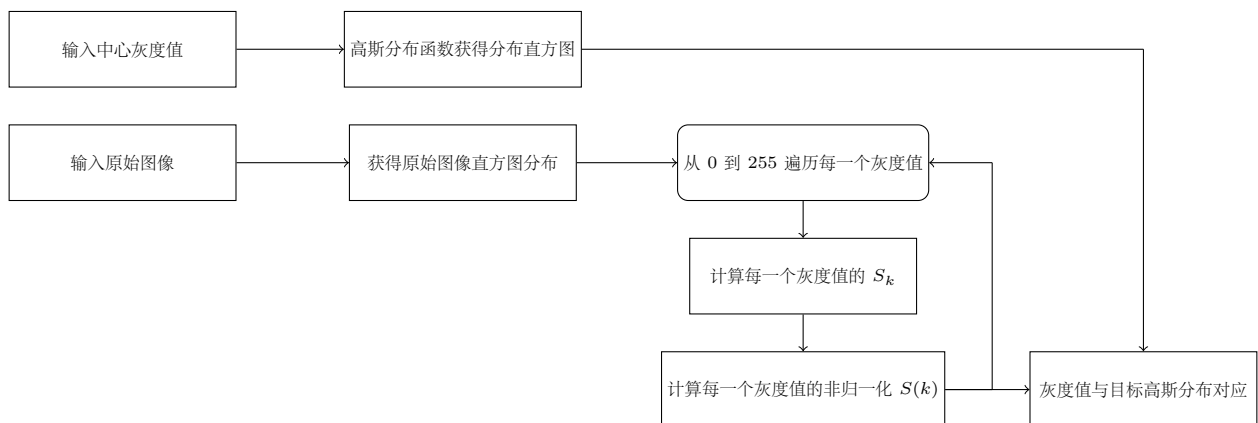 输入中心灰度值
高斯分布函数获得分布直方图
输入原始图像
获得原始图像直方图分布
从 0 到 255 遍历每一个灰度值
计算每一个灰度值的 S_k
计算每一个灰度值的非归一化 S(k)
灰度值与目标高斯分布对应